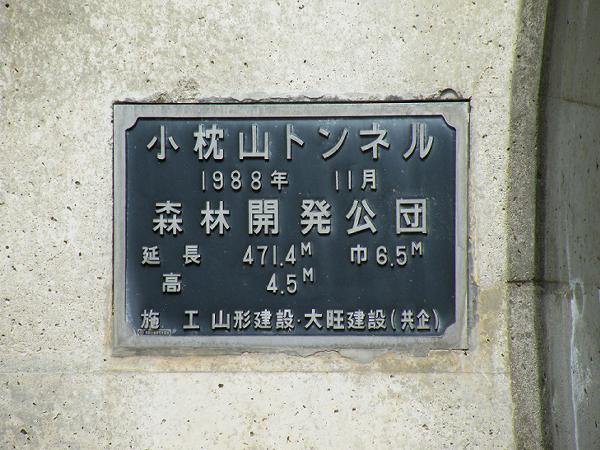 小枕山トンネル
1988年 11月
森林開発公団
延長 471.4M 巾6.5M
高 4.5M
施工 山形建設・大旺建設(共企)